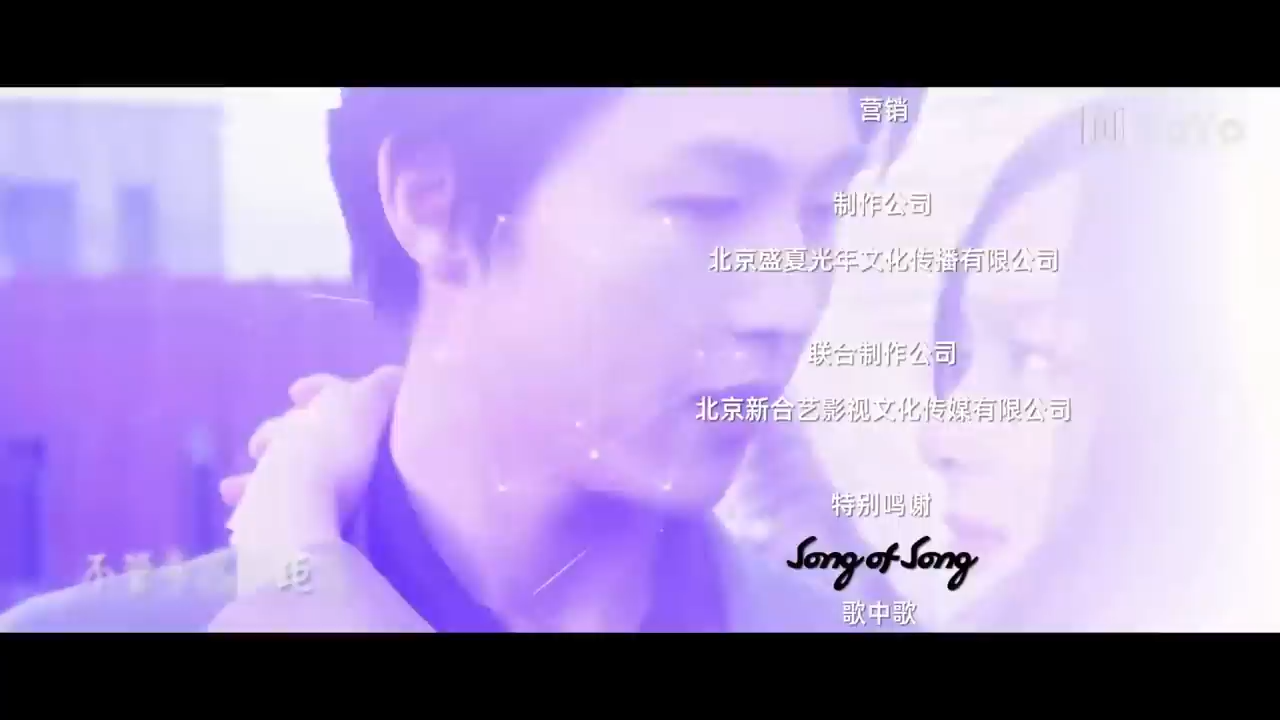 营销
制作公司
北京盛夏光年文化传播有限公司
联合制作公司
北京新合艺影视文化传媒有限公司
特别鸣谢
Song of Song
歌中歌